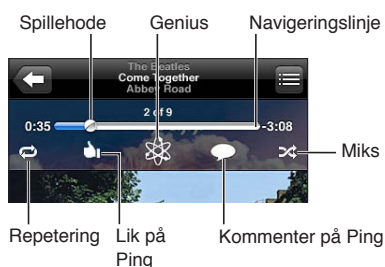 Spillehode
Genius
Navigeringslinje
The Beatles
Come Together
Abbey Road
2 of 9
0:35
-3:08
Miks
Repetering
Lik på
Ping
Kommenter på Ping